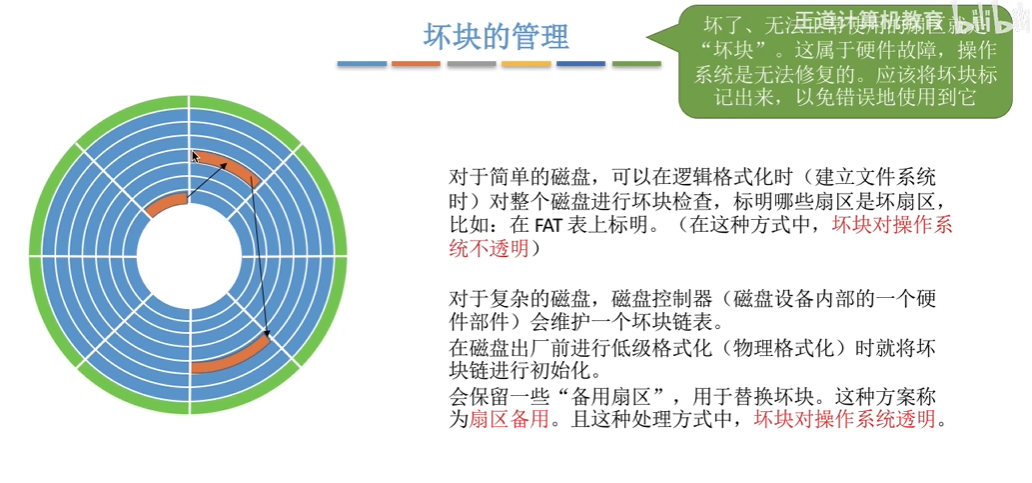 坏块的管理
王道计算机教育
bilibili
坏了、无法正常使用的扇区就是
“坏块”。这属于硬件故障，操作
系统是无法修复的。应该将坏块标
记出来，以免错误地使用到它
对于简单的磁盘，可以在逻辑格式化时（建立文件系统
时）对整个磁盘进行坏块检查，标明哪些扇区是坏扇区，
比如：在 FAT 表上标明。（在这种方式中，坏块对操作系
统不透明）
对于复杂的磁盘，磁盘控制器（磁盘设备内部的一个硬
件部件）会维护一个坏块链表。
在磁盘出厂前进行低级格式化（物理格式化）时就将坏
块链进行初始化。
会保留一些“备用扇区”，用于替换坏块。这种方案称
为扇区备用。且这种处理方式中，坏块对操作系统透明。